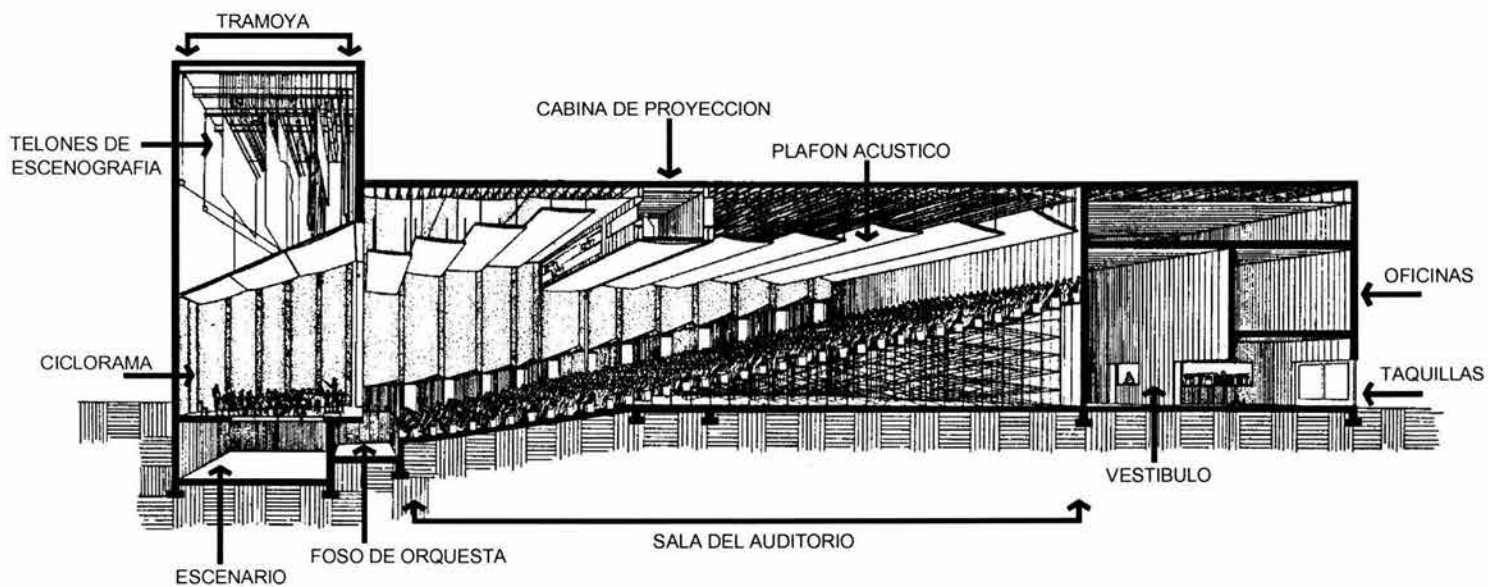 TRAMOYA
CABINA DE PROYECCION
TELONES DE
ESCENOGRAFIA
PLAFON ACUSTICO
OFICINAS
CICLORAMA
TAQUILLAS
VESTIBULO
SALA DEL AUDITORIO
FOSO DE ORQUESTA
ESCENARIO